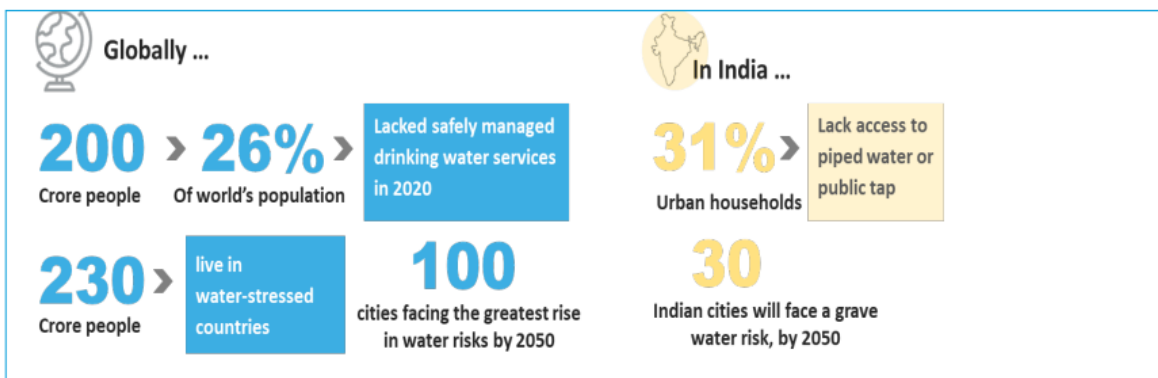 Globally ...
200
Crore people
26%
Of world's population
Lacked safely managed
drinking water services
in 2020
230
Crore people
live in
water-stressed
countries
100
cities facing the greatest rise
in water risks by 2050
In India ...
31%
Urban households
Lack access to
piped water or
public tap
30
Indian cities will face a grave
water risk, by 2050